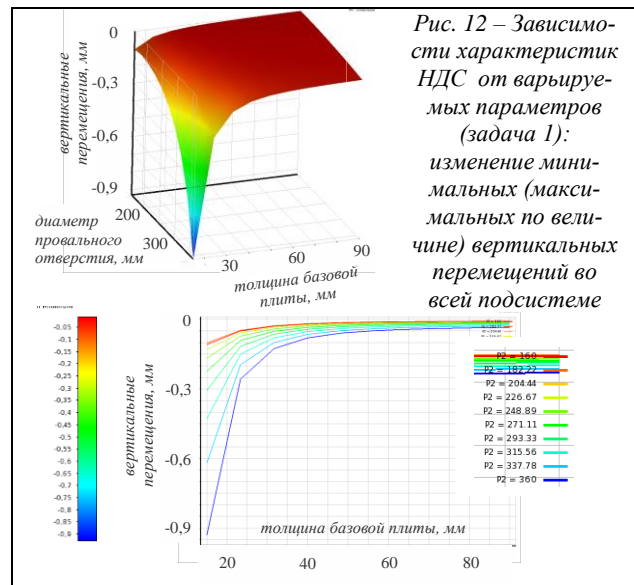 Рис. 12 – Зависимо-
сти характеристик
НДС от варьируе-
мых параметров
(задача 1):
изменение мини-
мальных (макси-
мальных по вели-
чине) вертикальных
перемещений во
всей подсистеме
вертикальные
перемещения, мм
0
-0,3
-0,6
-0,9
диаметр
провального
отверстия, мм
200
300
30
90
толщина базовой
плиты, мм
-0,05
-0,1
-0,15
-0,2
-0,25
-0,3
-0,35
-0,4
-0,45
-0,5
-0,55
-0,6
-0,65
-0,7
-0,75
-0,8
-0,85
-0,9
вертикальные
перемещения, мм
0
-0,3
-0,6
-0,9
толщина базовой плиты, мм
20
40
60
80
P2 = 160
P2 = 182.22
P2 = 204.44
P2 = 226.67
P2 = 248.89
P2 = 271.11
P2 = 293.33
P2 = 315.56
P2 = 337.78
P2 = 360